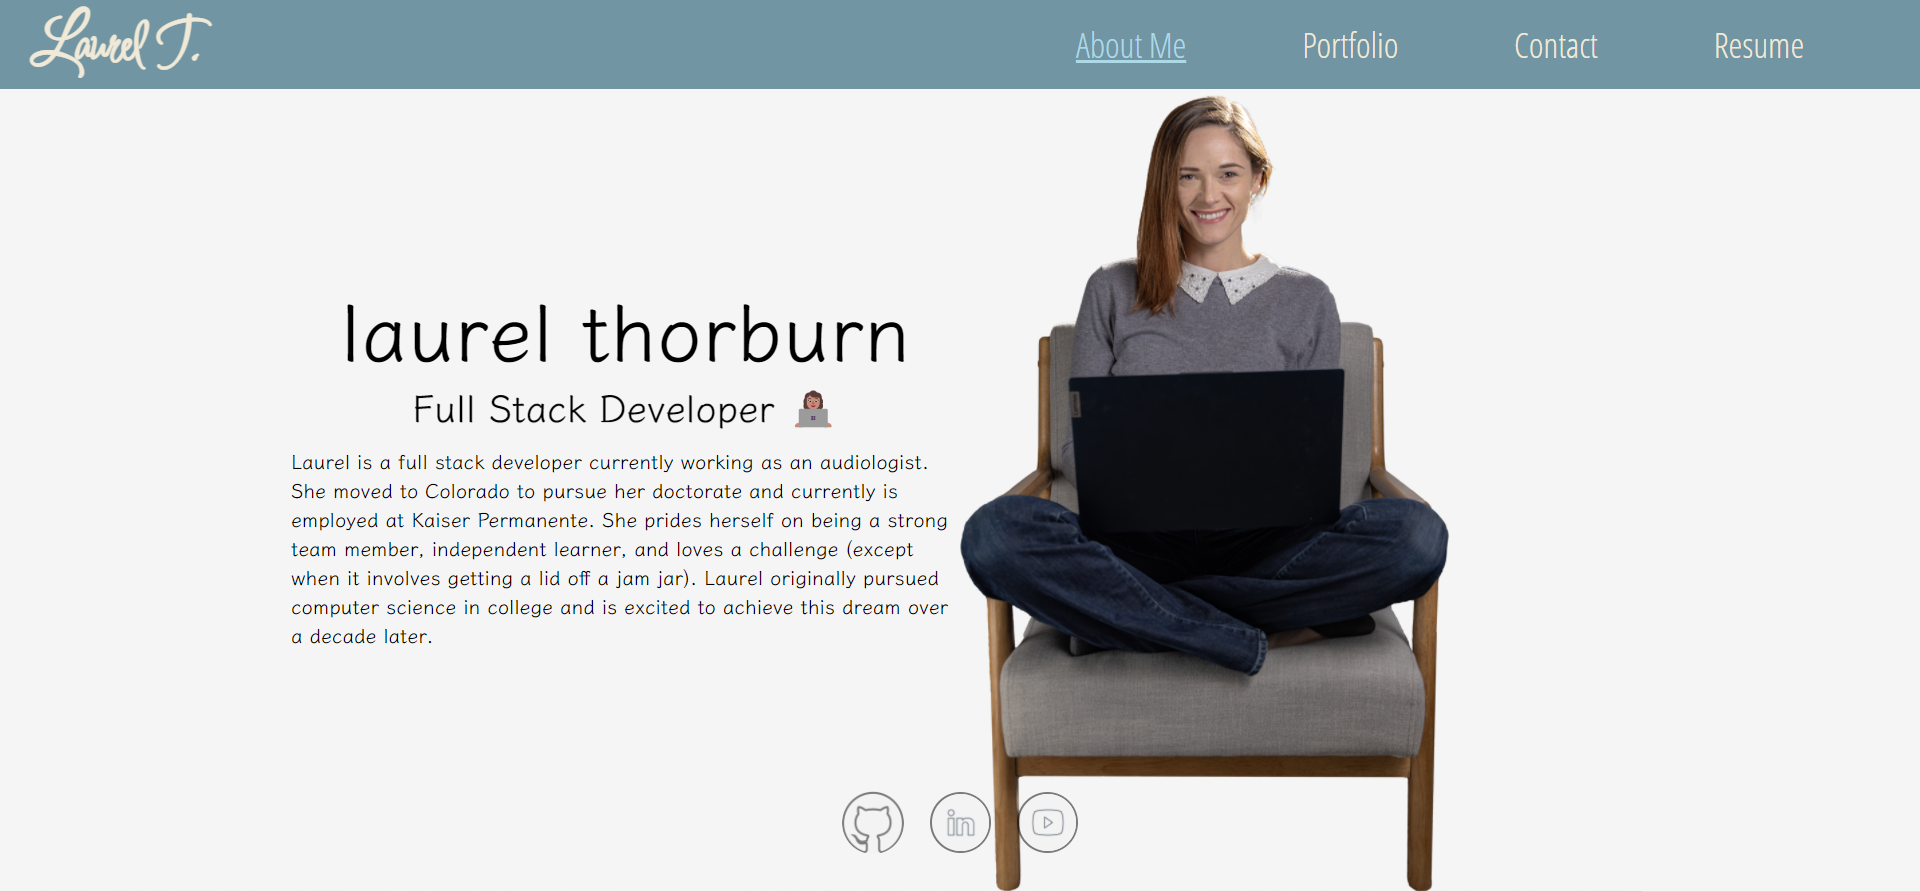 Laurel T.
About Me
Portfolio
Contact
Resume
laurel thorburn
Full Stack Developer 👩🏽‍💻
Laurel is a full stack developer currently working as an audiologist.
She moved to Colorado to pursue her doctorate and currently is
employed at Kaiser Permanente. She prides herself on being a strong
team member, independent learner, and loves a challenge (except
when it involves getting a lid off a jam jar). Laurel originally pursued
computer science in college and is excited to achieve this dream over
a decade later.
in